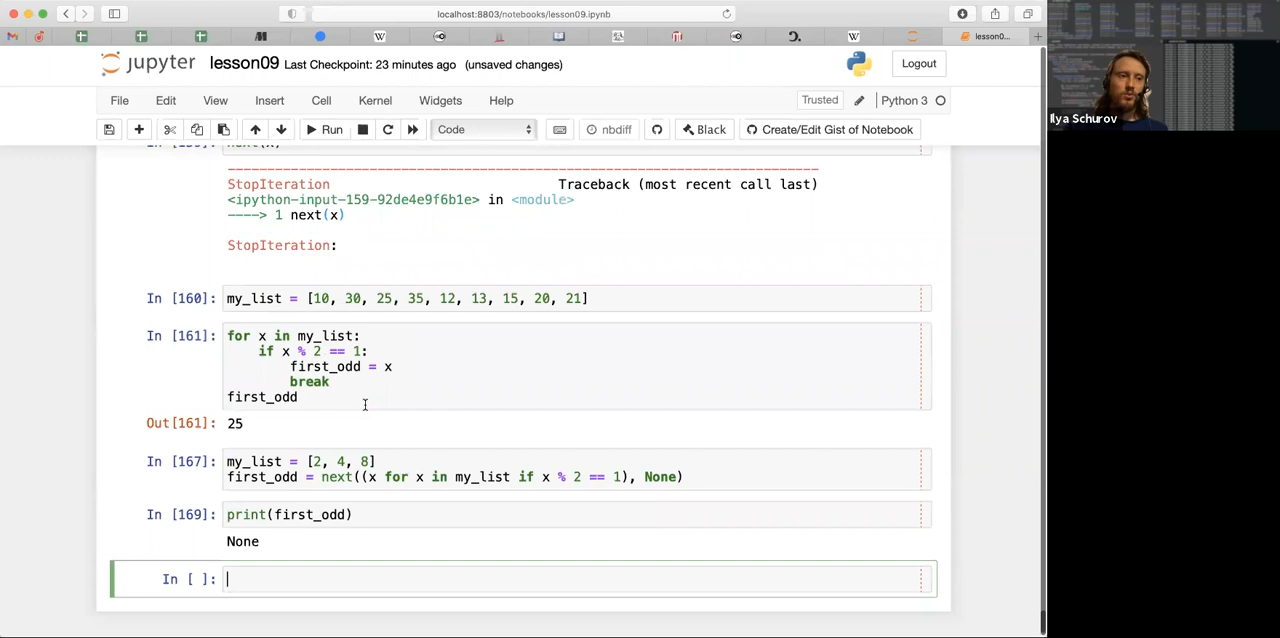 localhost:8803/notebooks/lesson09.ipynb
lesson0...
jupyter lesson09 Last Checkpoint: 23 minutes ago (unsaved changes)
Logout
File Edit View Insert Cell Kernel Widgets Help
Trusted
Python 3
Run
Code
nbdiff
Black
Create/Edit Gist of Notebook
Ilya Schurov
StopIteration Traceback (most recent call last)
<ipython-input-159-92de4e9f6b1e> in <module>
----> 1 next(x)
StopIteration:
In [160]: my_list = [10, 30, 25, 35, 12, 13, 15, 20, 21]
In [161]: for x in my_list:
if x % 2 == 1:
first_odd = x
break
first_odd
Out[161]: 25
In [167]: my_list = [2, 4, 8]
first_odd = next((x for x in my_list if x % 2 == 1), None)
In [169]: print(first_odd)
None
In [ ]: